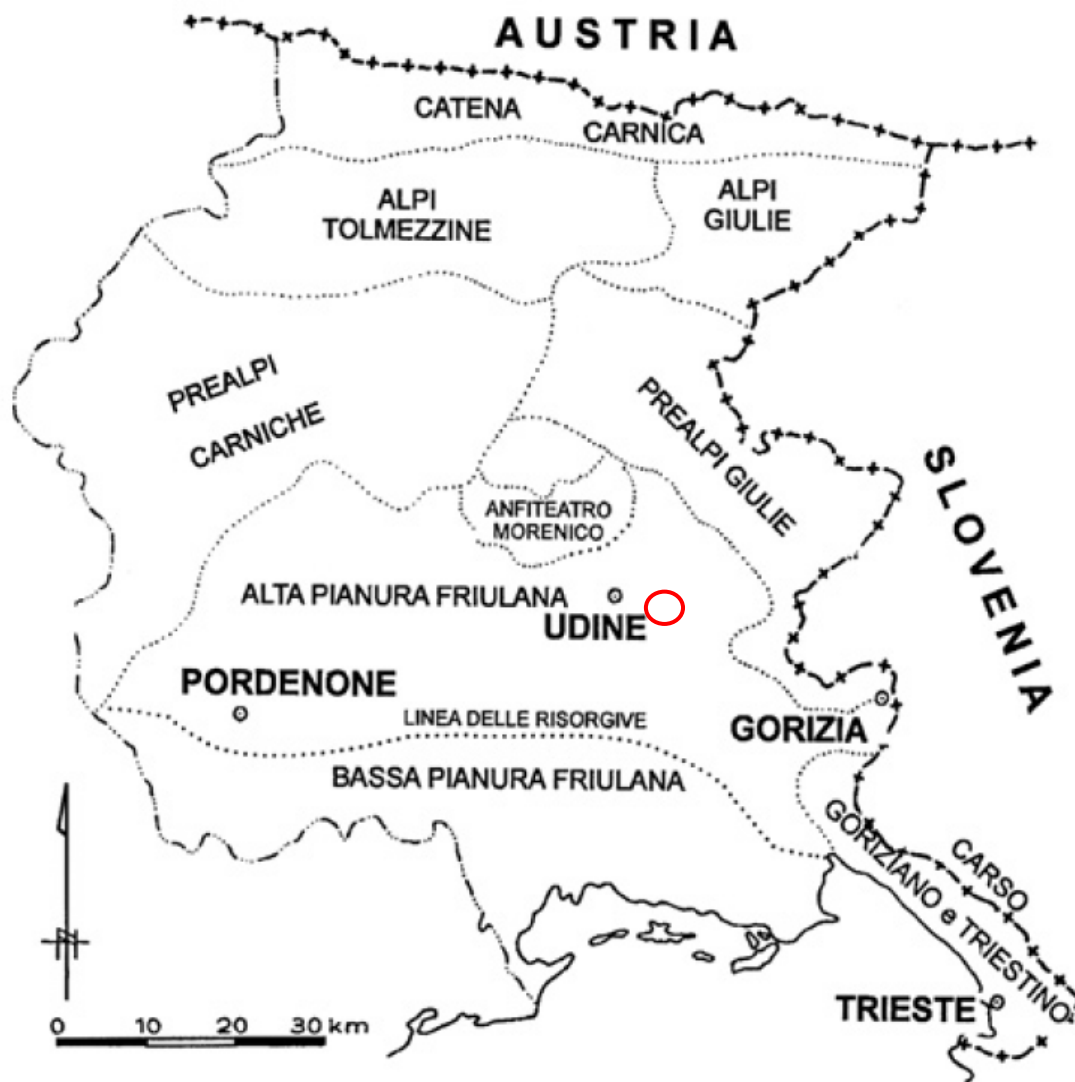 AUSTRIA
CATENA
CARNICA
ALPI
TOLMEZZINE
ALPI
GIULIE
PREALPI
CARNICHE
PREALPI GIULIE
SLOVENIA
ANFITEATRO
MORENICO
ALTA PIANURA FRIULANA
UDINE
PORDENONE
LINEA DELLE RISORGIVE
GORIZIA
BASSA PIANURA FRIULANA
CARSO
GORIZIANO e TRIESTINO
TRIESTE
N
0 10 20 30 km